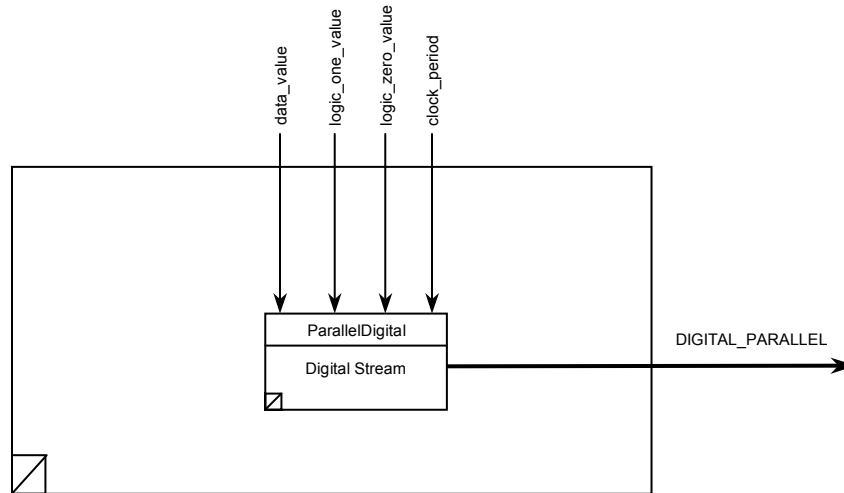 data_value
logic_one_value
logic_zero_value
clock_period
ParallelDigital
DIGITAL_PARALLEL
Digital Stream